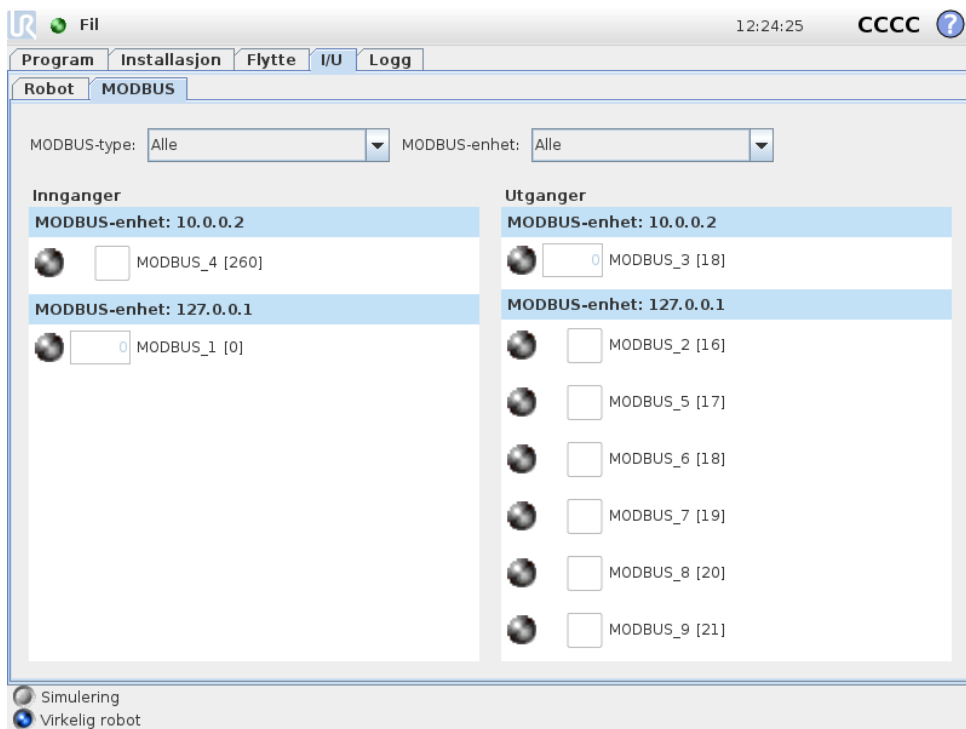 UR Fil 12:24:25 CCCC ?
Program Installasjon Flytte I/U Logg
Robot MODBUS
MODBUS-type: Alle MODBUS-enhet: Alle
Innganger
MODBUS-enhet: 10.0.0.2
MODBUS_4 [260]
MODBUS-enhet: 127.0.0.1
0 MODBUS_1 [0]
Utganger
MODBUS-enhet: 10.0.0.2
0 MODBUS_3 [18]
MODBUS-enhet: 127.0.0.1
MODBUS_2 [16]
MODBUS_5 [17]
MODBUS_6 [18]
MODBUS_7 [19]
MODBUS_8 [20]
MODBUS_9 [21]
Simulering
Virkelig robot